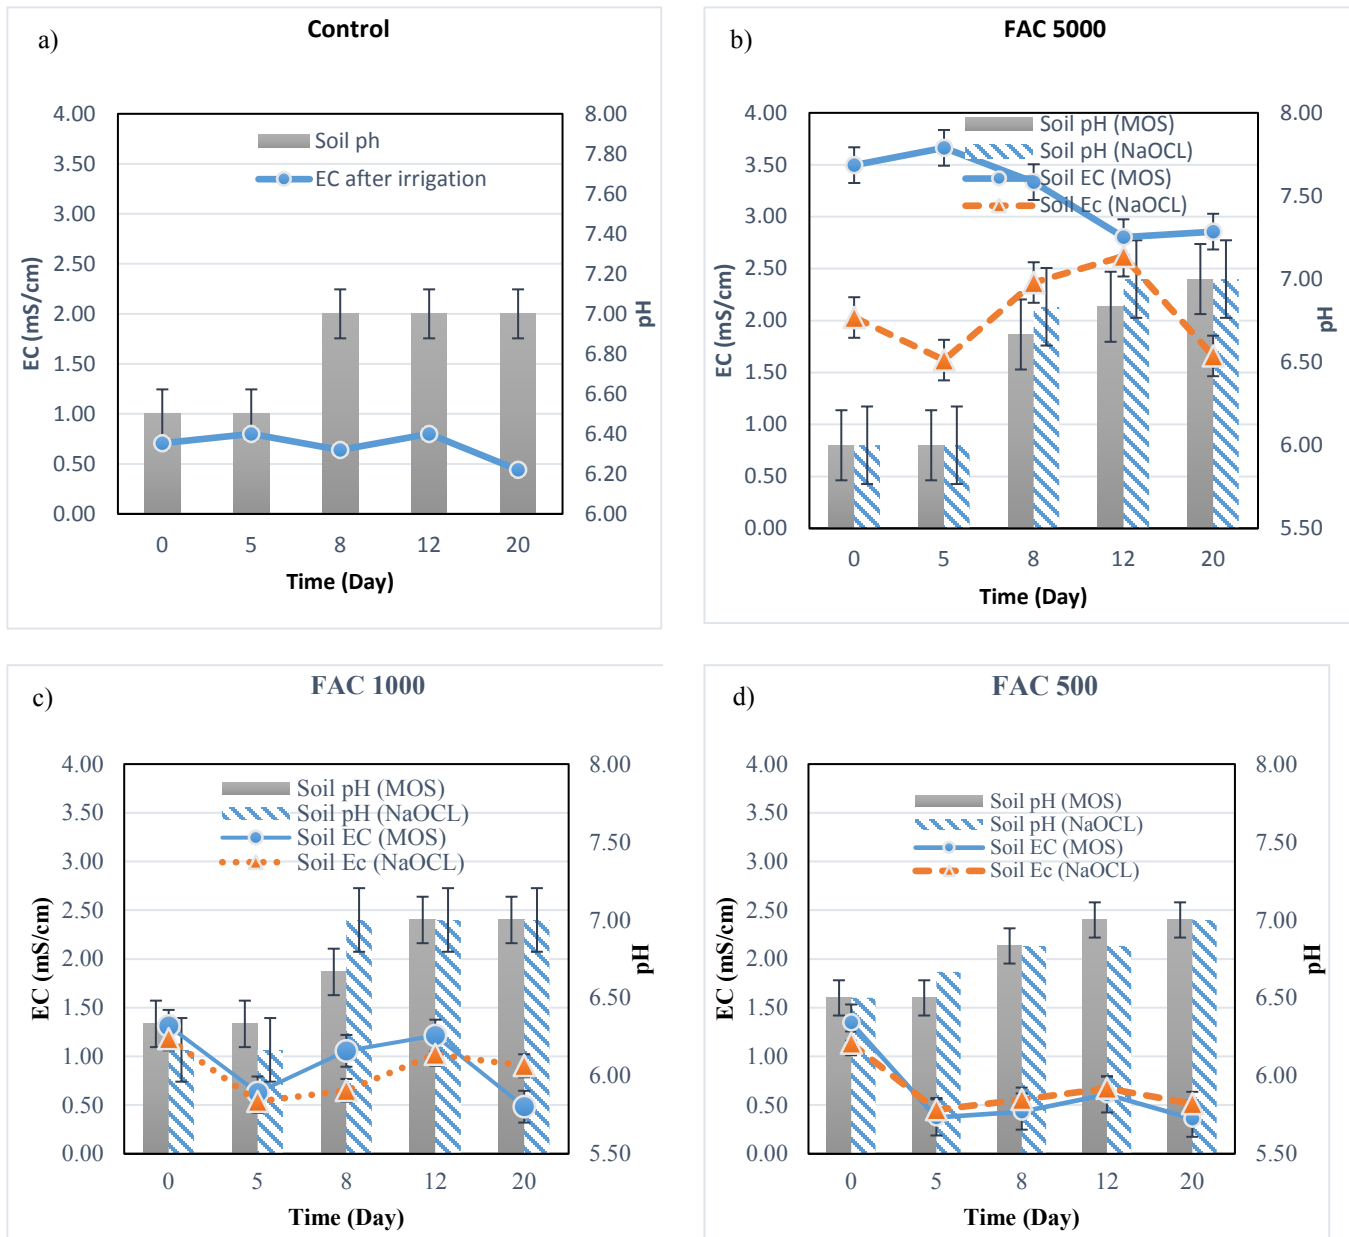 a)
Control
4.00
3.50
3.00
2.50
2.00
1.50
1.00
0.50
0.00
EC (mS/cm)
Soil ph
EC after irrigation
8.00
7.80
7.60
7.40
7.20
7.00
6.80
6.60
6.40
6.20
6.00
pH
0 5 8 12 20
Time (Day)
b)
FAC 5000
4.00
3.50
3.00
2.50
2.00
1.50
1.00
0.50
0.00
EC (mS/cm)
Soil pH (MOS)
Soil pH (NaOCL)
Soil EC (MOS)
Soil Ec (NaOCL)
8.00
7.50
7.00
6.50
6.00
5.50
pH
0 5 8 12 20
Time (Day)
c)
FAC 1000
4.00
3.50
3.00
2.50
2.00
1.50
1.00
0.50
0.00
EC (mS/cm)
Soil pH (MOS)
Soil pH (NaOCL)
Soil EC (MOS)
Soil Ec (NaOCL)
8.00
7.50
7.00
6.50
6.00
5.50
pH
0 5 8 12 20
Time (Day)
d)
FAC 500
4.00
3.50
3.00
2.50
2.00
1.50
1.00
0.50
0.00
EC (mS/cm)
Soil pH (MOS)
Soil pH (NaOCL)
Soil EC (MOS)
Soil Ec (NaOCL)
8.00
7.50
7.00
6.50
6.00
5.50
pH
0 5 8 12 20
Time (Day)